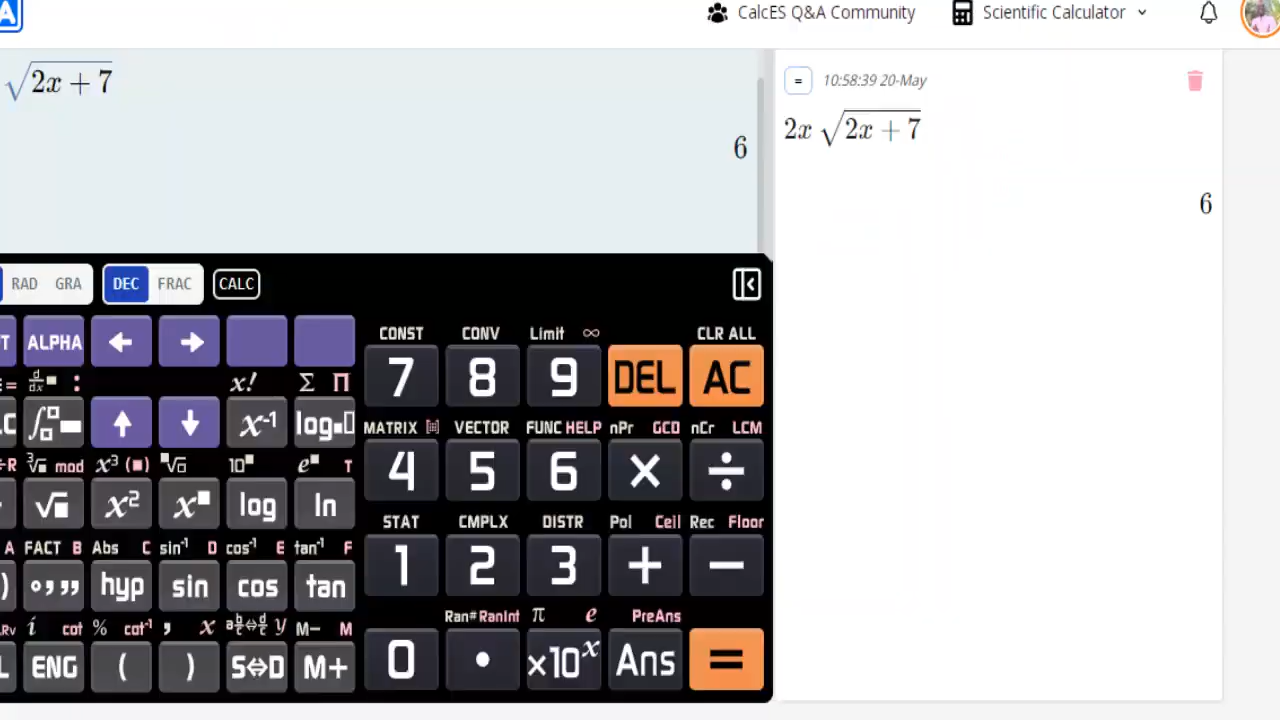 A
CalcES Q&A Community
Scientific Calculator
√2x + 7
6
= 10:58:39 20-May
2x √2x + 7
6
RAD GRA DEC FRAC CALC
CONST CONV Limit ∞ CLR ALL
T ALPHA ← →
7 8 9 DEL AC
= d/dx■ : x! Σ Π
C ∫ ↑ ↓ x⁻¹ log■□
MATRIX VECTOR FUNC HELP nPr GCD nCr LCM
4 5 6 × ÷
÷R ³√■ mod x³ (■) ■√□ 10■ e■ T
√■ x² x■ log ln
STAT CMPLX DISTR Pol Ceil Rec Floor
1 2 3 + −
A FACT B Abs C sin⁻¹ D cos⁻¹ E tan⁻¹ F
) °,,, hyp sin cos tan
Ran# RanInt π e PreAns
RV i cot % cot⁻¹ , x a b/c⇔d/c y M− M
L ENG ( ) S⇔D M+
0 • ×10ˣ Ans =